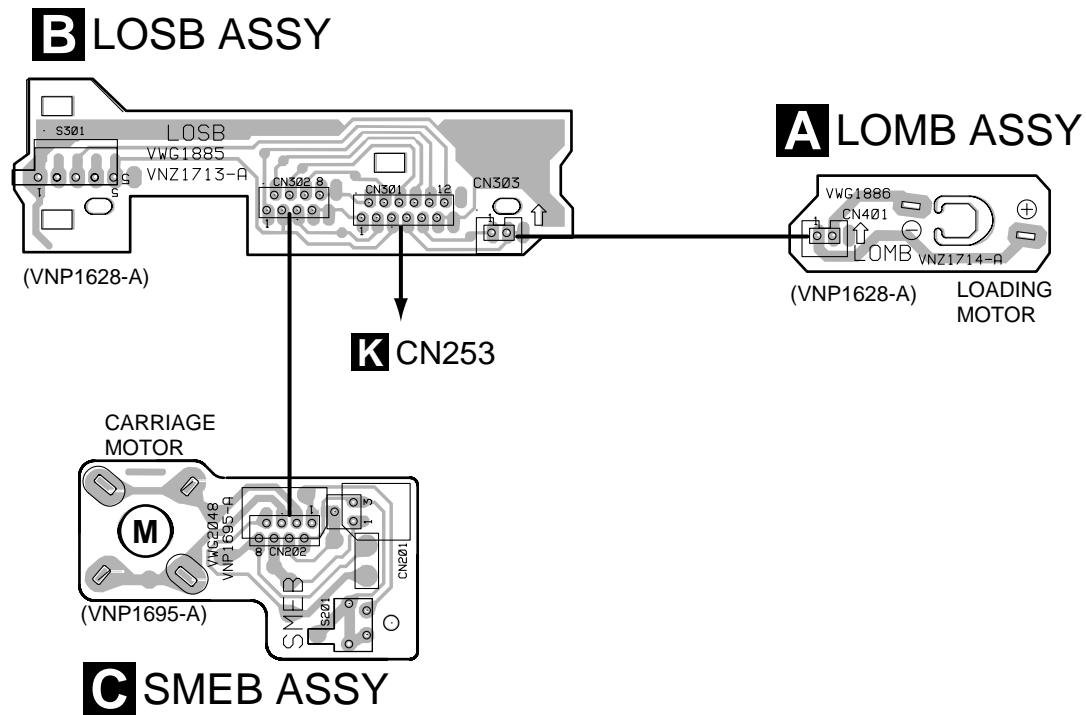 B LOSB ASSY
S301
LOSB
VWG1885
VNZ1713-A
1
5
CN302 8
1
CN301 12
1
CN303
1
(VNP1628-A)
A LOMB ASSY
VWG1886
1
CN401
+
−
LOMB
VNZ1714-A
(VNP1628-A)
LOADING
MOTOR
K CN253
CARRIAGE
MOTOR
M
VWG2048
VNP1695-A
1
8 CN202
3
1
CN201
SMEB
S201
(VNP1695-A)
C SMEB ASSY